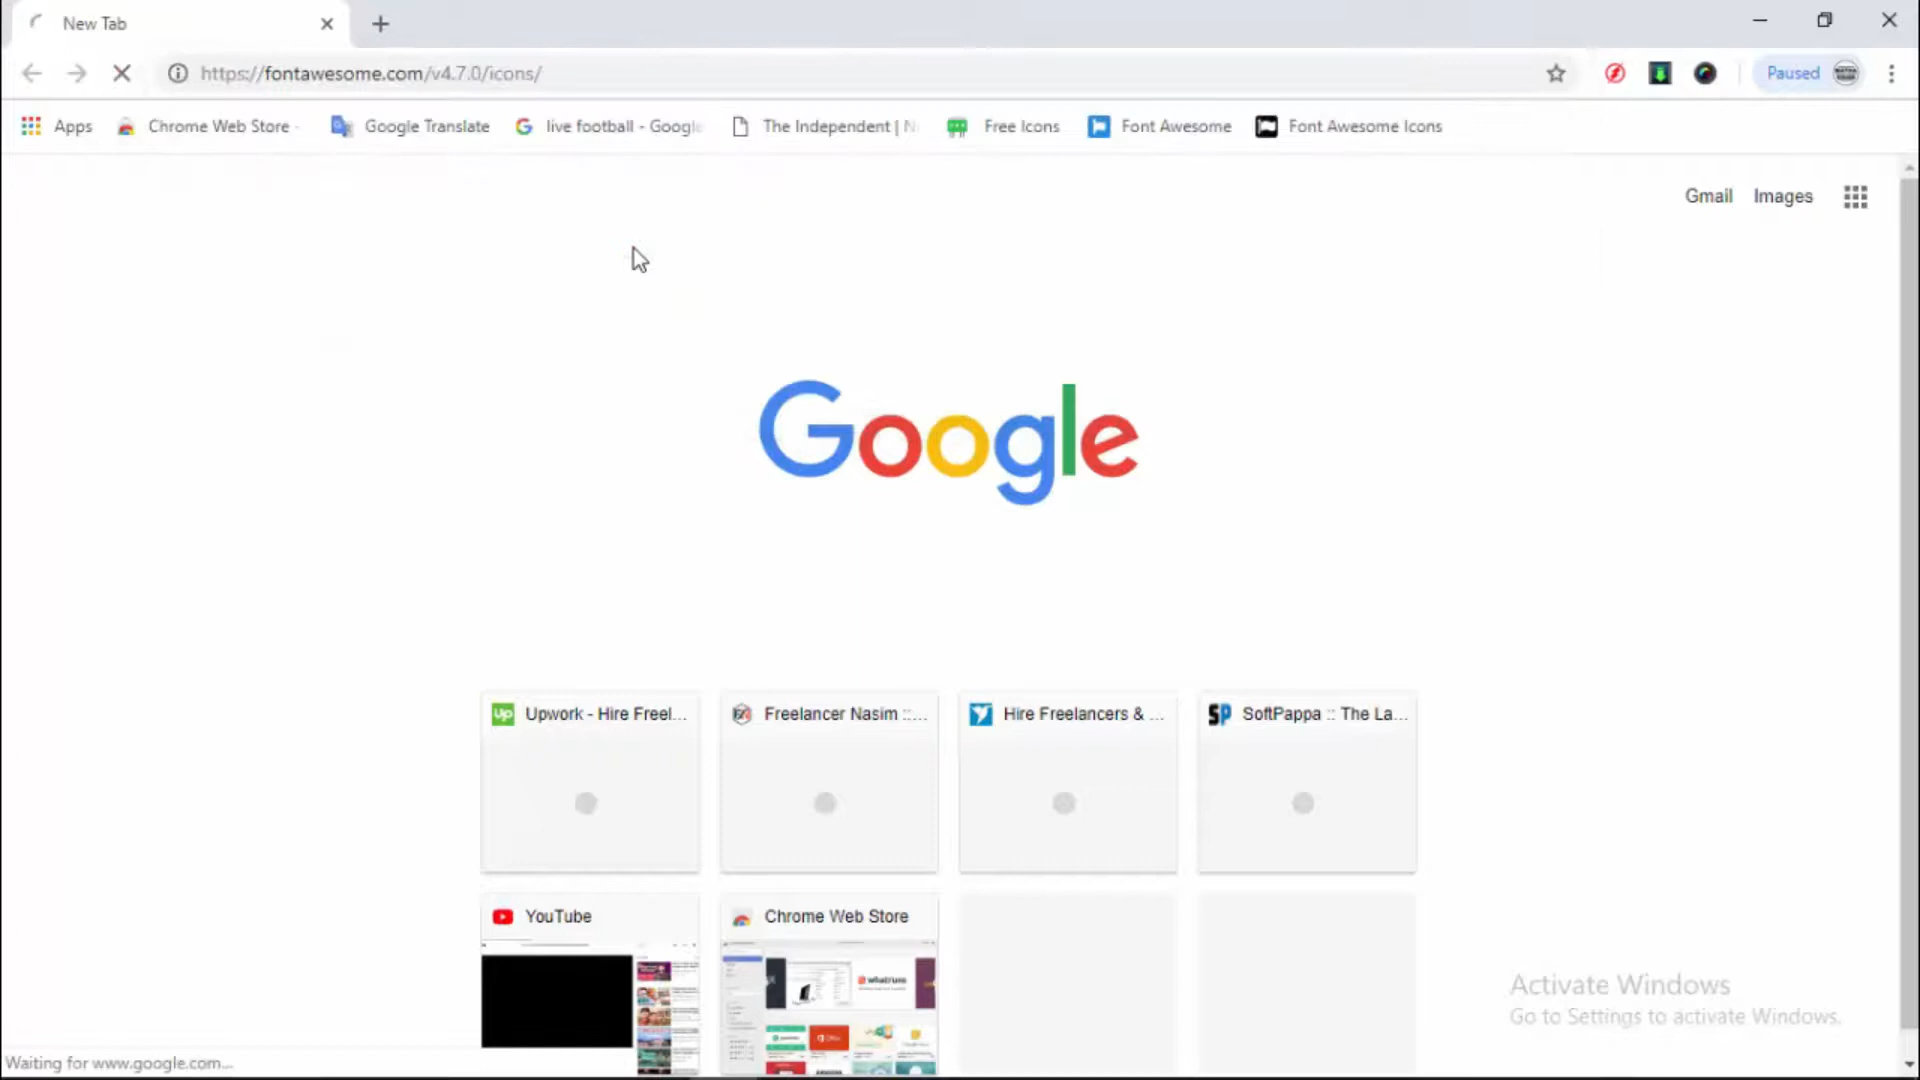 New Tab
https://fontawesome.com/v4.7.0/icons/
Paused
Apps
Chrome Web Store -
Google Translate
live football - Google
The Independent | N
Free Icons
Font Awesome
Font Awesome Icons
Gmail
Images
Google
Up Upwork - Hire Freel...
Freelancer Nasim ::...
Hire Freelancers & ...
SP SoftPappa :: The La...
YouTube
Chrome Web Store
whatruns
Activate Windows
Go to Settings to activate Windows.
Waiting for www.google.com...